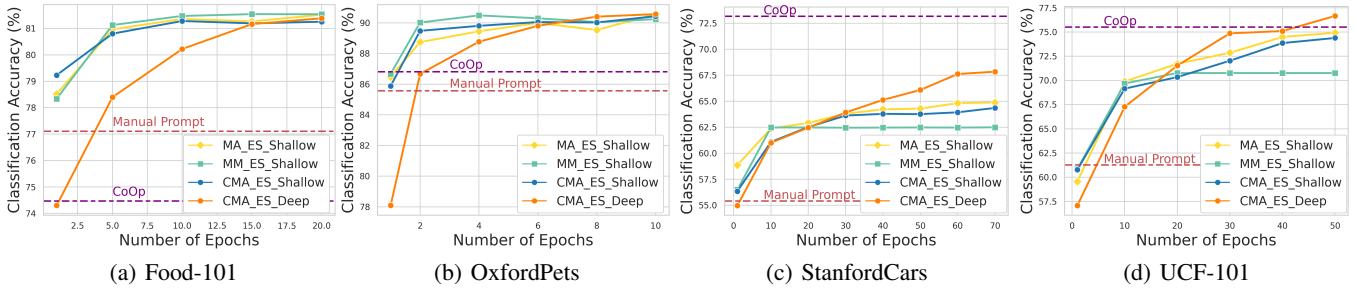 Classification Accuracy (%)
81
80
79
78
77
76
75
74
Manual Prompt
CoOp
MA_ES_Shallow
MM_ES_Shallow
CMA_ES_Shallow
CMA_ES_Deep
2.5 5.0 7.5 10.0 12.5 15.0 17.5 20.0
Number of Epochs
(a) Food-101
Classification Accuracy (%)
90
88
86
84
82
80
78
CoOp
Manual Prompt
MA_ES_Shallow
MM_ES_Shallow
CMA_ES_Shallow
CMA_ES_Deep
2 4 6 8 10
Number of Epochs
(b) OxfordPets
Classification Accuracy (%)
72.5
70.0
67.5
65.0
62.5
60.0
57.5
55.0
CoOp
Manual Prompt
MA_ES_Shallow
MM_ES_Shallow
CMA_ES_Shallow
CMA_ES_Deep
0 10 20 30 40 50 60 70
Number of Epochs
(c) StanfordCars
Classification Accuracy (%)
77.5
75.0
72.5
70.0
67.5
65.0
62.5
60.0
57.5
CoOp
Manual Prompt
MA_ES_Shallow
MM_ES_Shallow
CMA_ES_Shallow
CMA_ES_Deep
0 10 20 30 40 50
Number of Epochs
(d) UCF-101